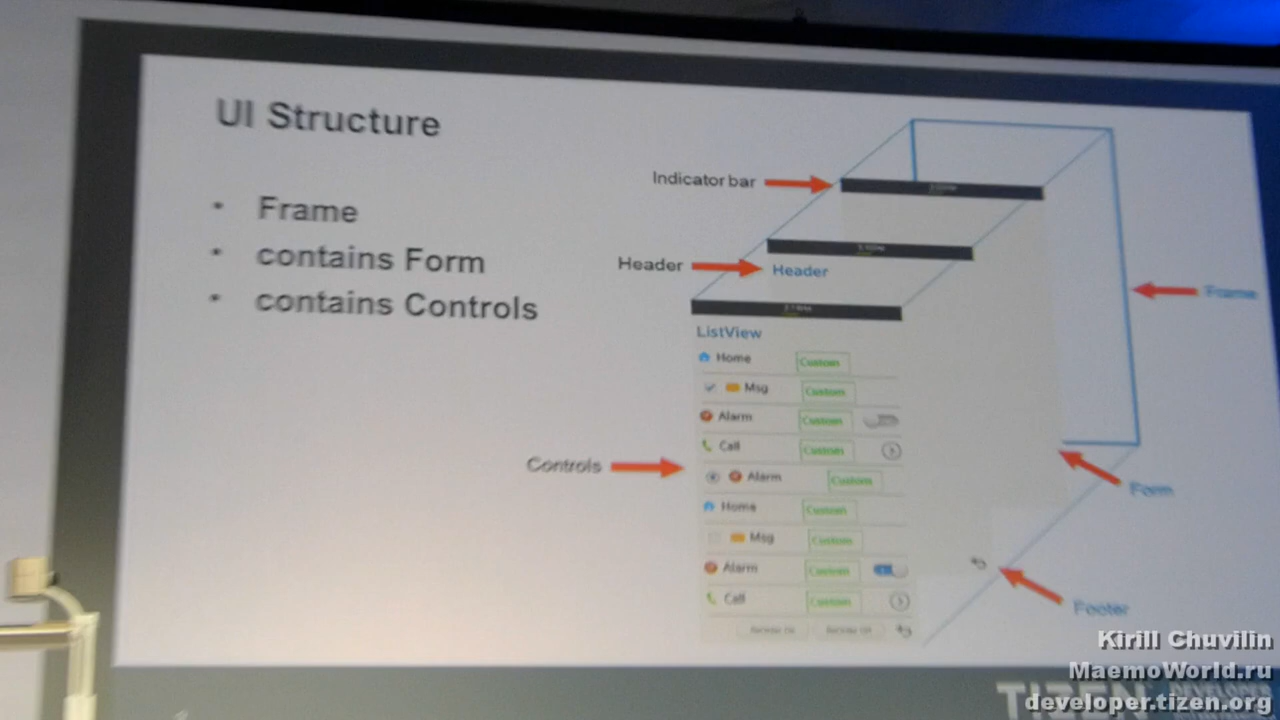 UI Structure
• Frame
• contains Form
• contains Controls
Indicator bar
Header
Header
Frame
ListView
Home Custom
Msg Custom
Alarm Custom
Call Custom
Controls
Alarm Custom
Form
Home Custom
Msg Custom
Alarm Custom
Call Custom
Footer
Kirill Chuvilin
MaemoWorld.ru
TIZEN DEVELOPER
developer.tizen.org